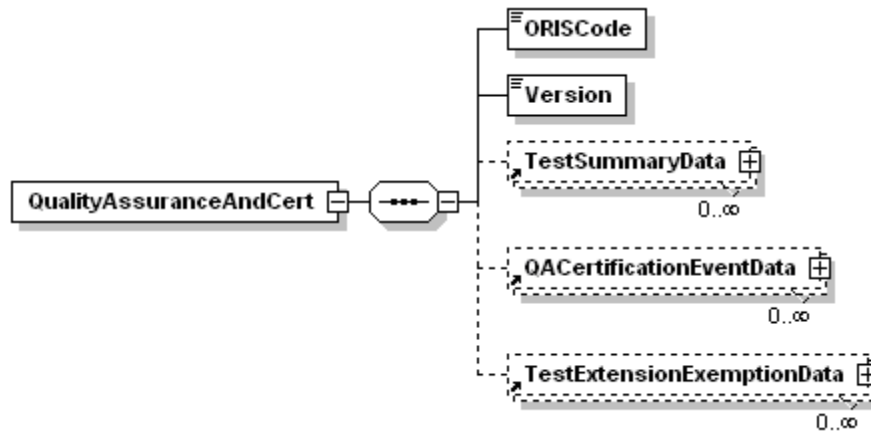 ORISCode
Version
TestSummaryData
0..∞
QualityAssuranceAndCert
QACertificationEventData
0..∞
TestExtensionExemptionData
0..∞